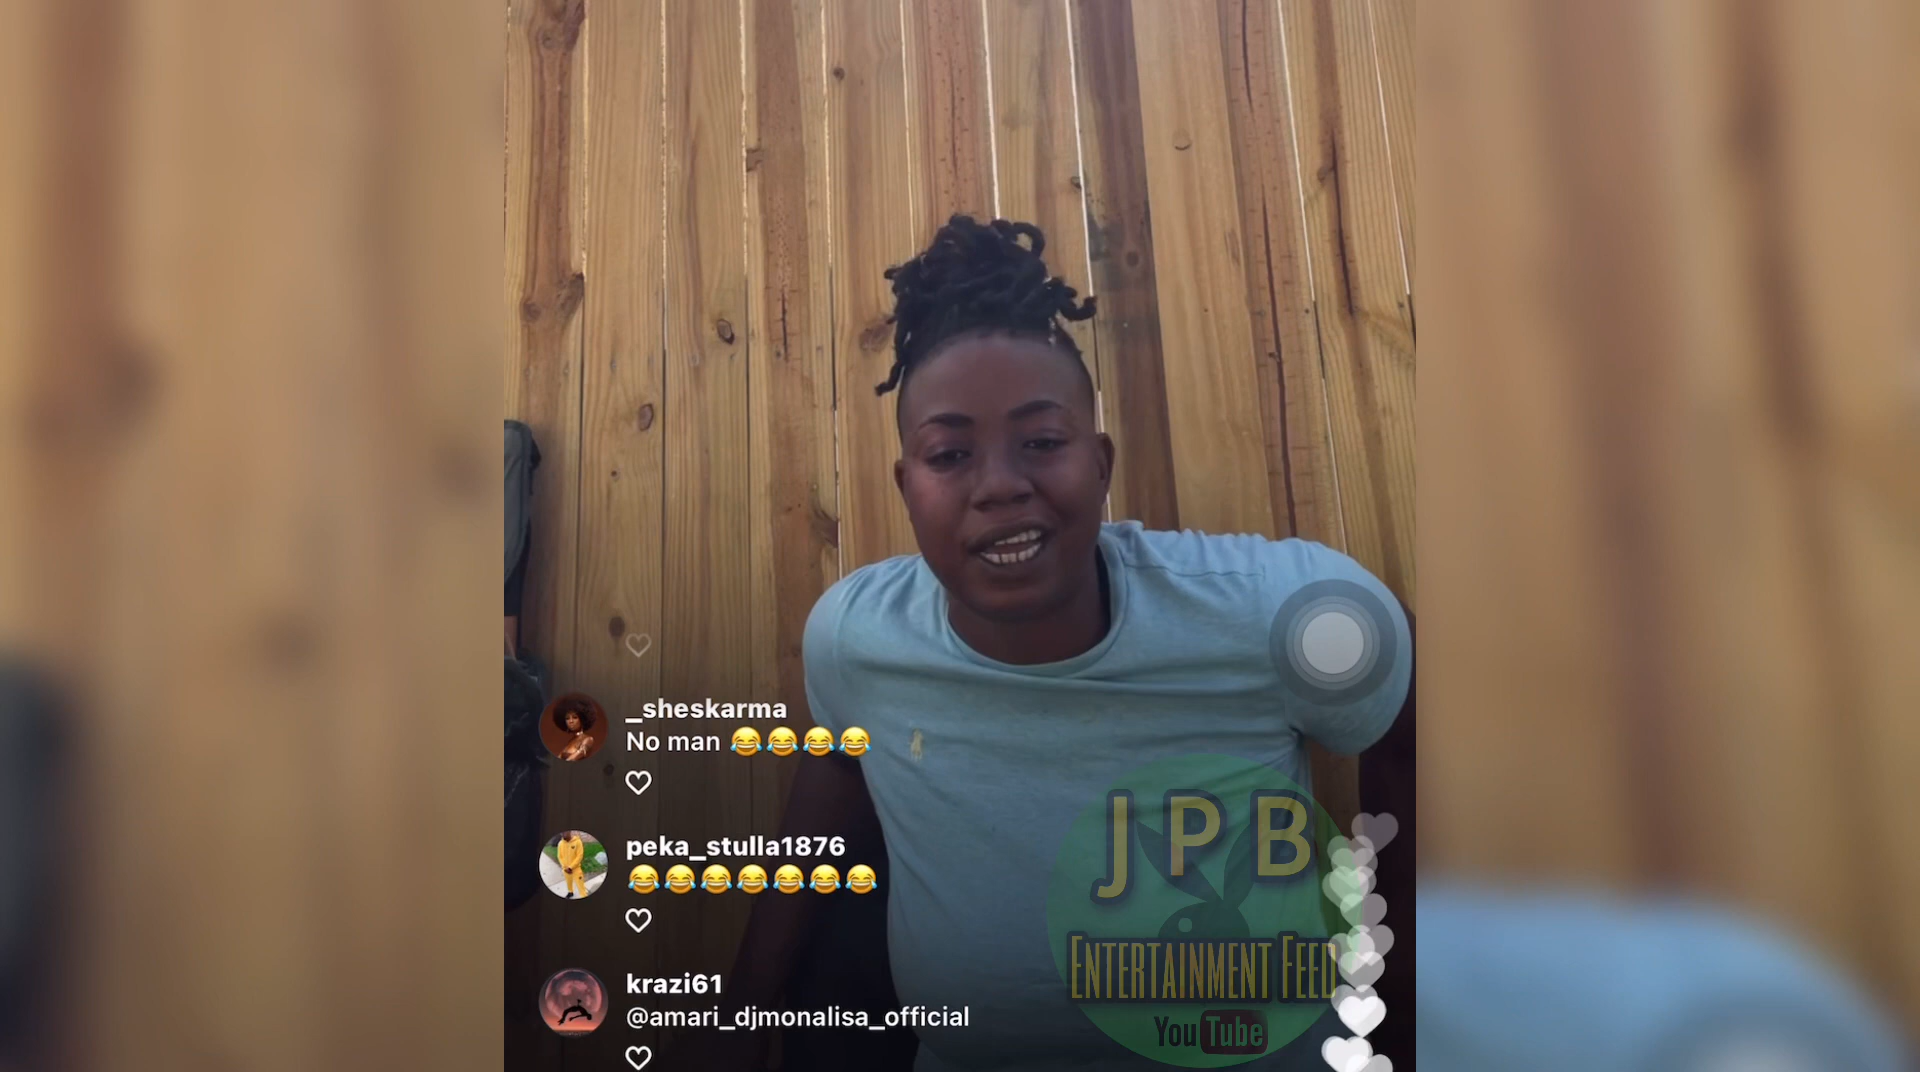 _sheskarma
No man 😂😂😂😂
peka_stulla1876
😂😂😂😂😂😂😂
krazi61
@amari_djmonalisa_official
JPB
ENTERTAINMENT FEED
YouTube